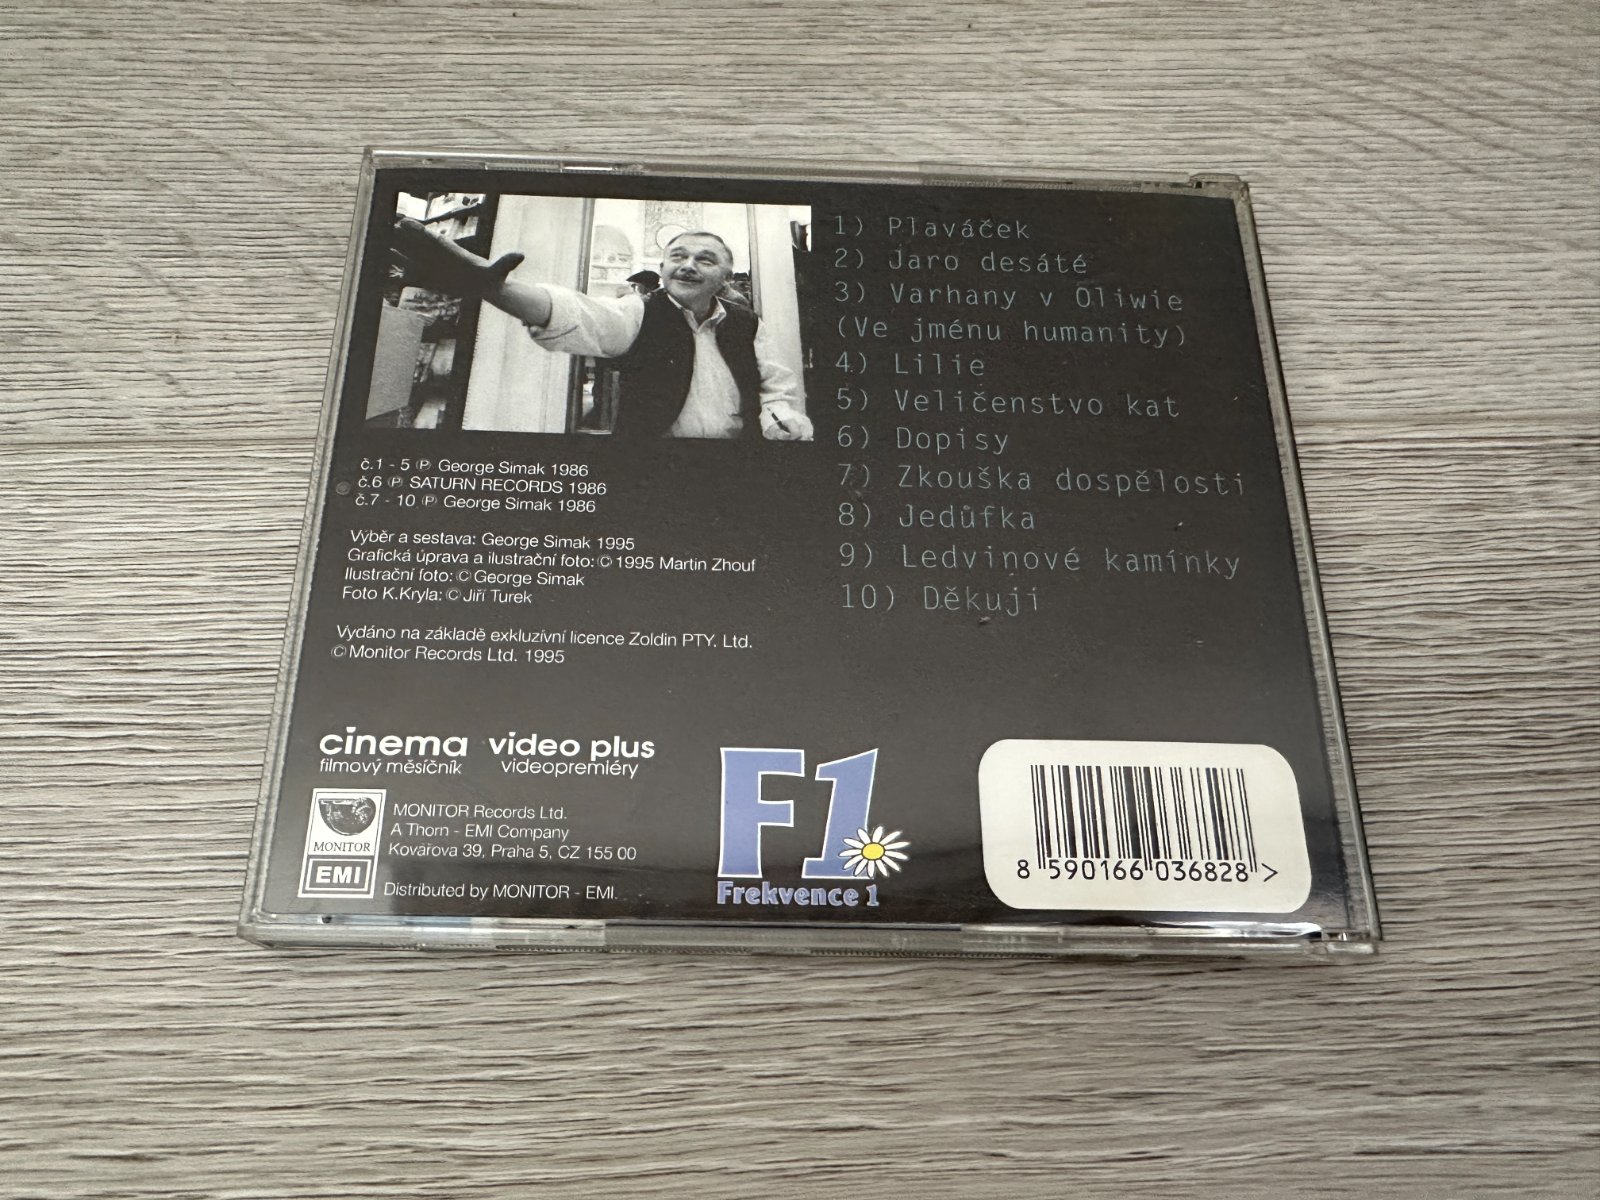 1) Plaváček
2) Jaro desáté
3) Varhany v Oliwie
(Ve jménu humanity)
4) Lilie
5) Veličenstvo kat
6) Dopisy
7) Zkouška dospělosti
8) Jedůfka
9) Ledvinové kamínky
10) Děkuji
č.1 - 5 ℗ George Simak 1986
č.6 ℗ SATURN RECORDS 1986
č.7 - 10 ℗ George Simak 1986
Výběr a sestava: George Simak 1995
Grafická úprava a ilustrační foto: © 1995 Martin Zhouf
Ilustrační foto: © George Simak
Foto K.Kryla: © Jiří Turek
Vydáno na základě exkluzívní licence Zoldin PTY. Ltd.
© Monitor Records Ltd. 1995
cinema
filmový měsíčník
video plus
videopremiéry
MONITOR
EMI
MONITOR Records Ltd.
A Thorn - EMI Company
Kovářova 39, Praha 5, CZ 155 00
Distributed by MONITOR - EMI.
F1
Frekvence 1
8 590166 036828 >